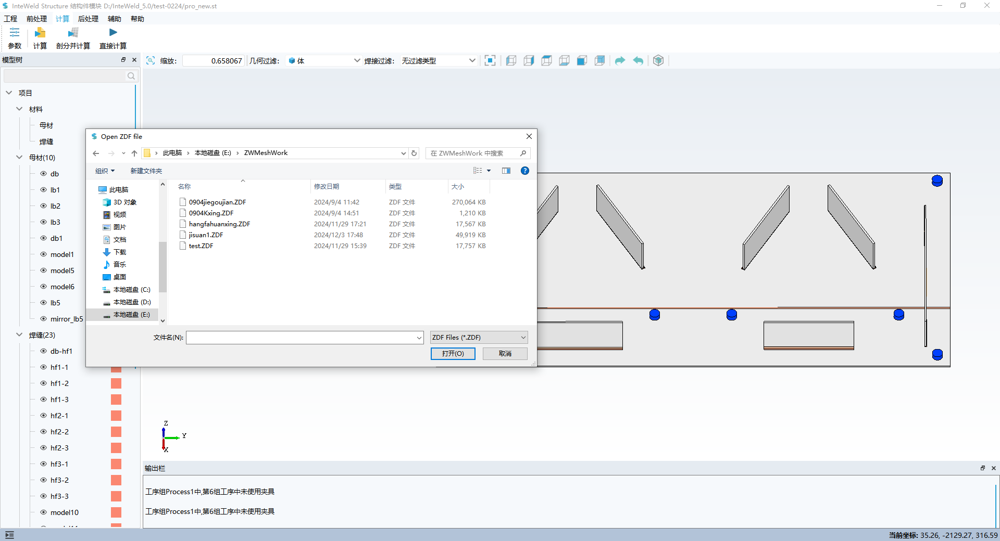 InteWeld Structure 结构件模块 D:/InteWeld_5.0/test-0224/pro_new.st
工程 前处理 计算 后处理 辅助 帮助
参数 计算 剖分并计算 直接计算
模型树
缩放: 0.658067 几何过滤: 体 焊接过滤: 无过滤类型
项目
材料
母材
焊缝
母材(10)
db
lb1
lb2
lb3
db1
model1
model5
model6
lb5
mirror_lb5
焊缝(23)
db-hf1
hf1-1
hf1-2
hf1-3
hf2-1
hf2-2
hf2-3
hf3-1
hf3-2
hf3-3
model10
Open ZDF file
此电脑 › 本地磁盘 (E:) › ZWMeshWork
在 ZWMeshWork 中搜索
组织 新建文件夹
此电脑
3D 对象
视频
图片
文档
下载
音乐
桌面
本地磁盘 (C:)
本地磁盘 (D:)
本地磁盘 (E:)
名称 修改日期 类型 大小
0904jiegoujian.ZDF 2024/9/4 11:42 ZDF 文件 270,064 KB
0904Kxing.ZDF 2024/9/4 14:51 ZDF 文件 1,210 KB
hangfahuanxing.ZDF 2024/11/29 17:21 ZDF 文件 17,567 KB
jisuan1.ZDF 2024/12/3 17:48 ZDF 文件 49,919 KB
test.ZDF 2024/11/29 15:39 ZDF 文件 17,757 KB
文件名(N): ZDF Files (*.ZDF)
打开(O) 取消
Z
Y
X
输出栏
工序组Process1中,第6组工序中未使用夹具
工序组Process1中,第6组工序中未使用夹具
当前坐标: 35.26, -2129.27, 316.59